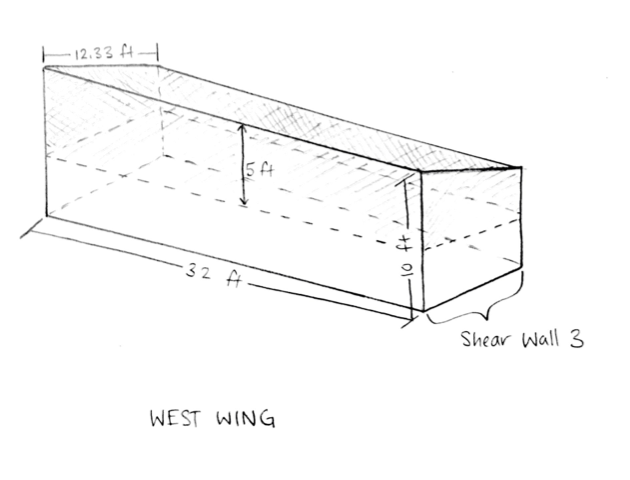 12.33 ft
5 ft
10 ft
32 ft
Shear Wall 3
WEST WING